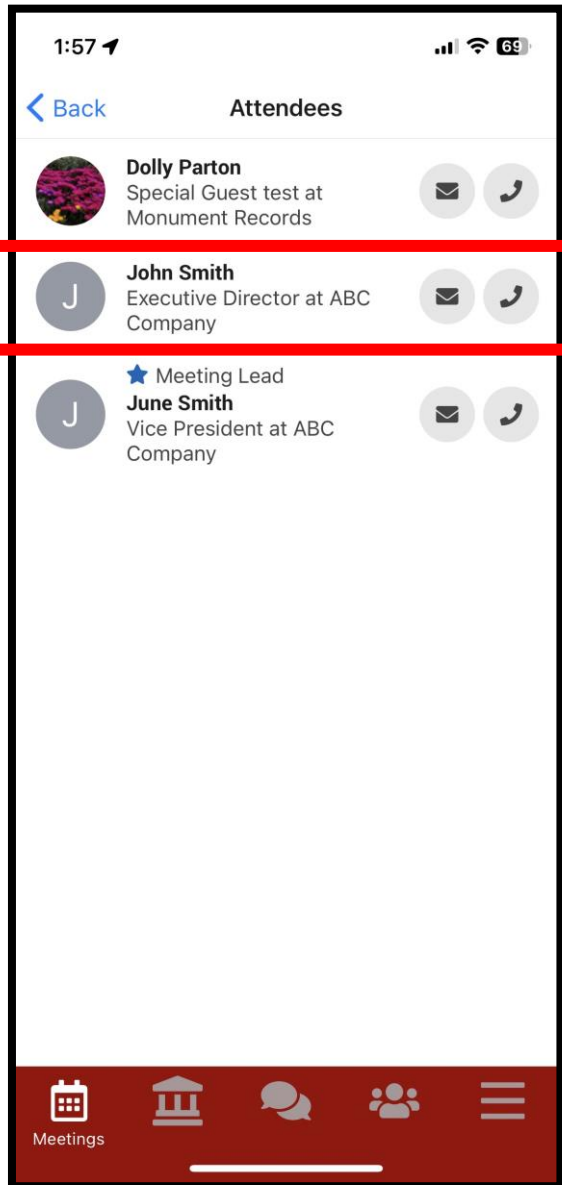 1:57
69
Back
Attendees
Dolly Parton
Special Guest test at
Monument Records
J
John Smith
Executive Director at ABC
Company
Meeting Lead
J
June Smith
Vice President at ABC
Company
Meetings